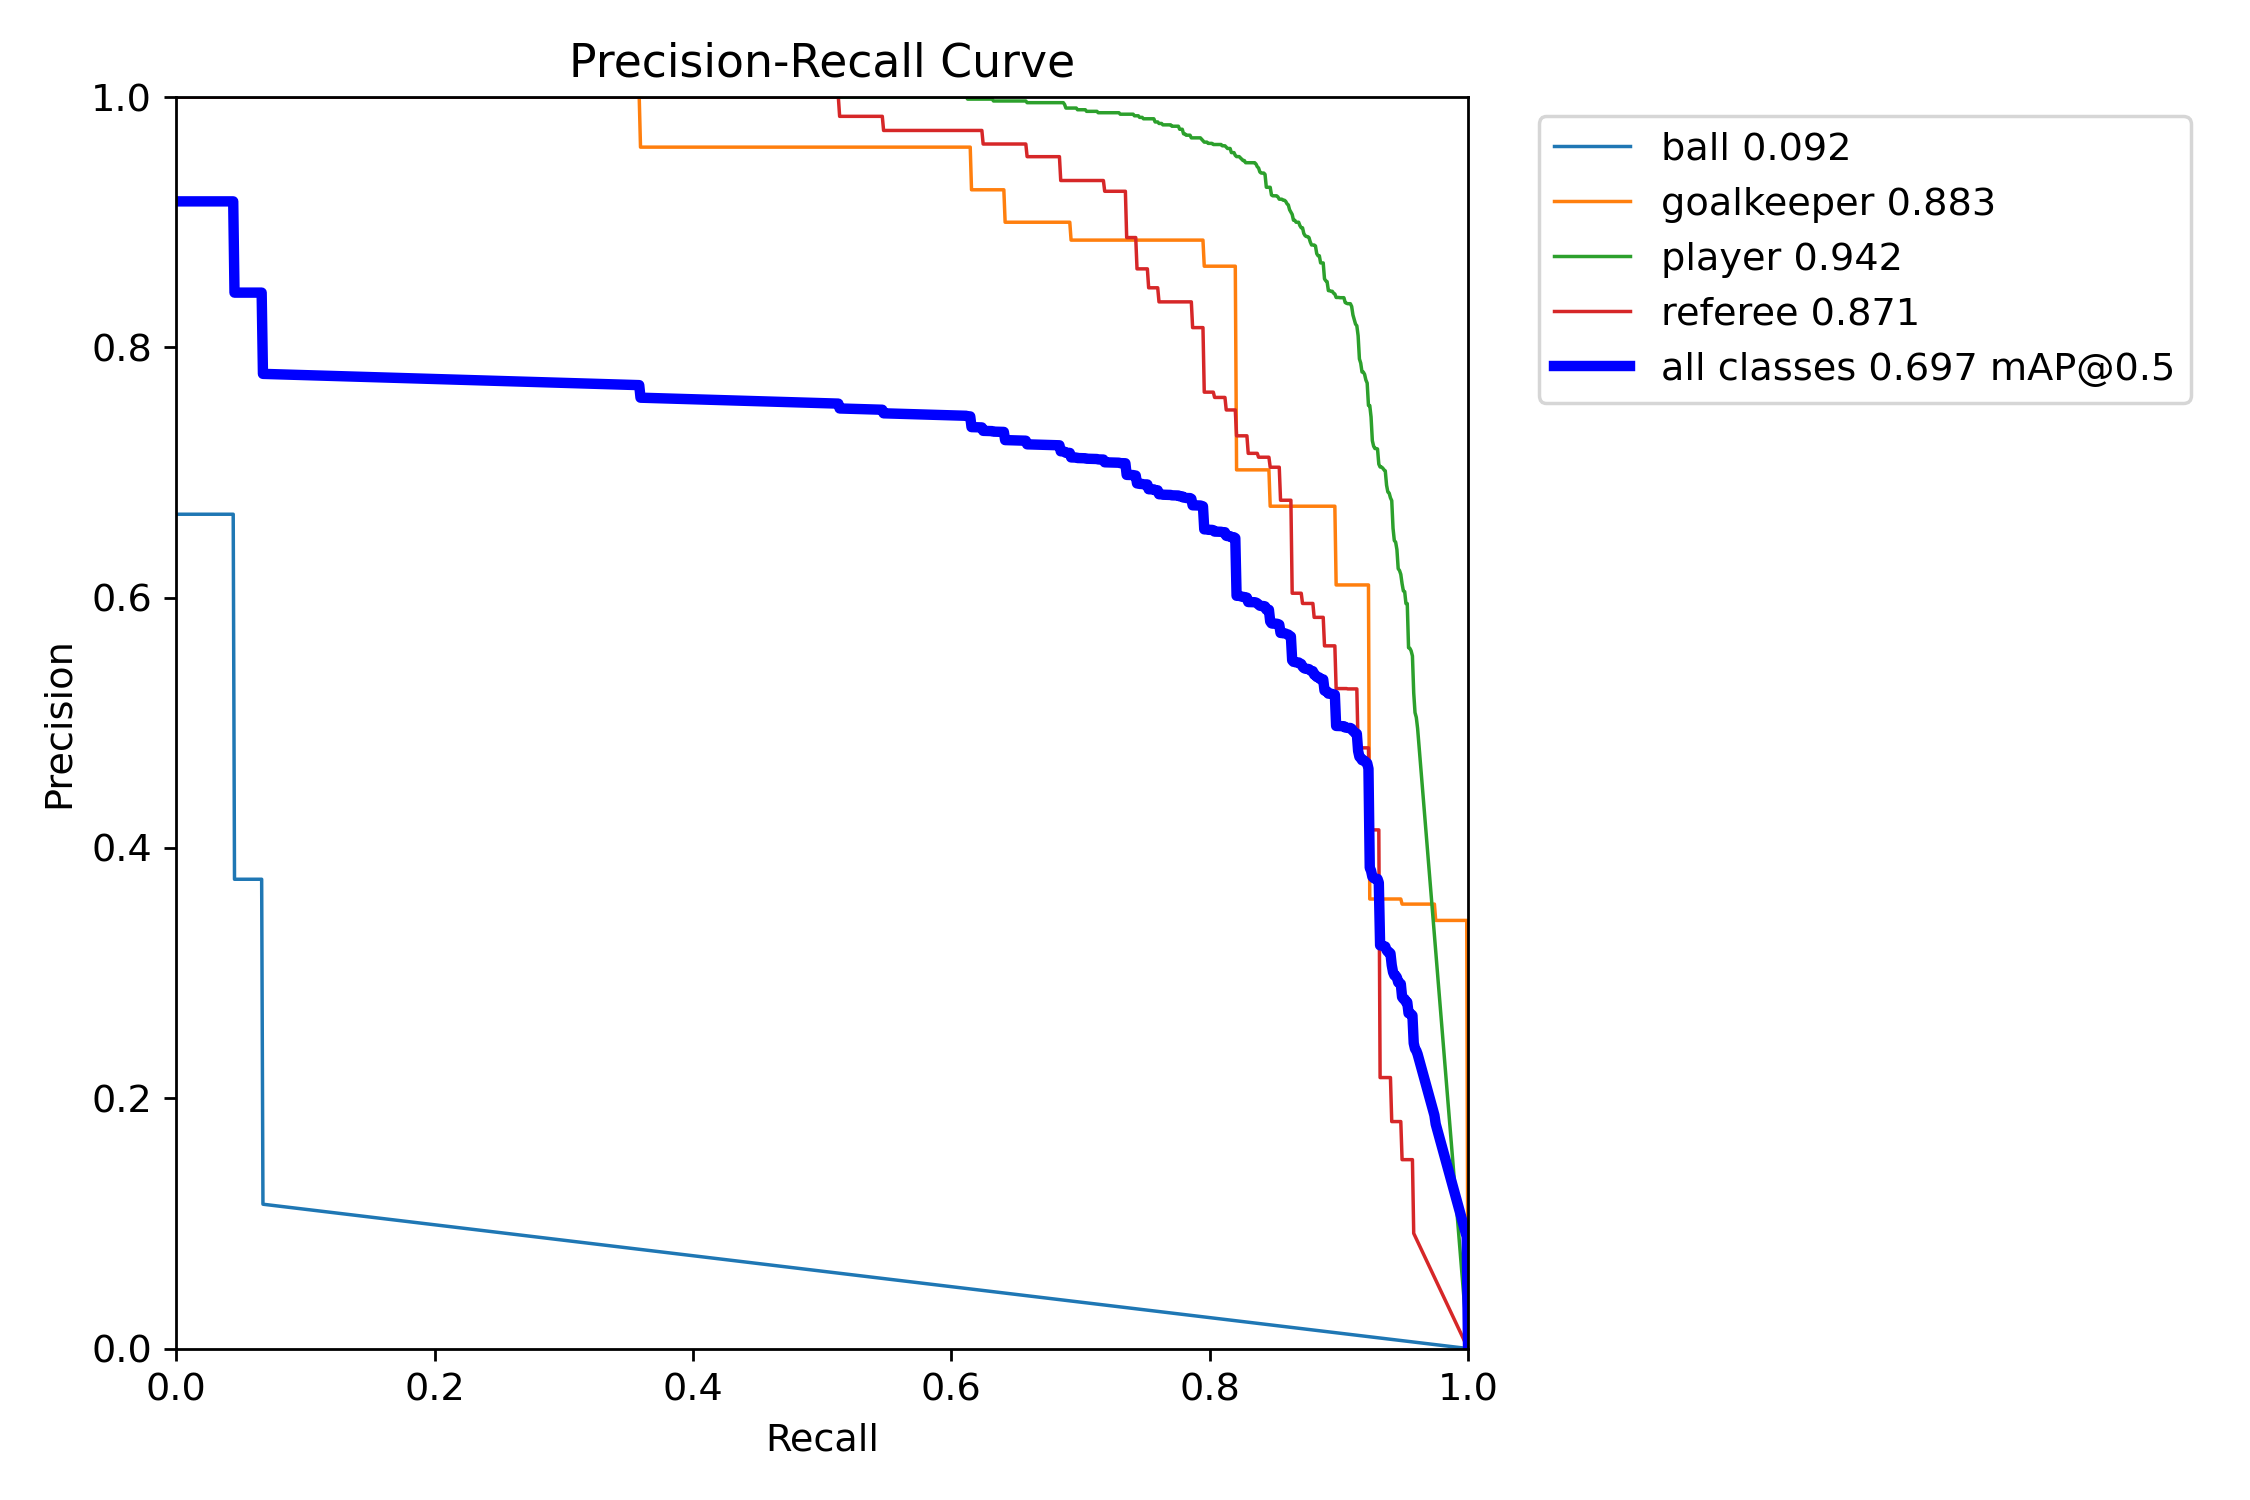 Precision-Recall Curve
1.0
0.8
0.6
0.4
0.2
0.0
Precision
0.0 0.2 0.4 0.6 0.8 1.0
Recall
ball 0.092
goalkeeper 0.883
player 0.942
referee 0.871
all classes 0.697 mAP@0.5